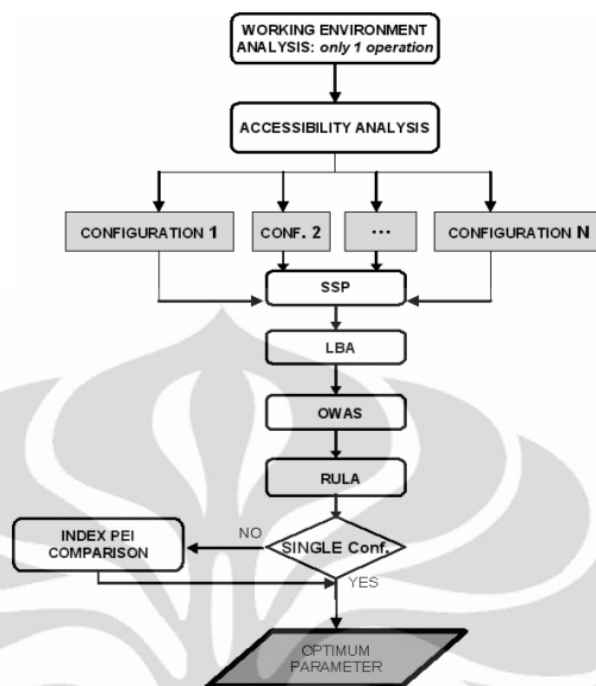 WORKING ENVIRONMENT
ANALYSIS: only 1 operation
ACCESSIBILITY ANALYSIS
CONFIGURATION 1
CONF. 2
...
CONFIGURATION N
SSP
LBA
OWAS
RULA
NO
INDEX PEI
COMPARISON
SINGLE Conf.
YES
OPTIMUM
PARAMETER